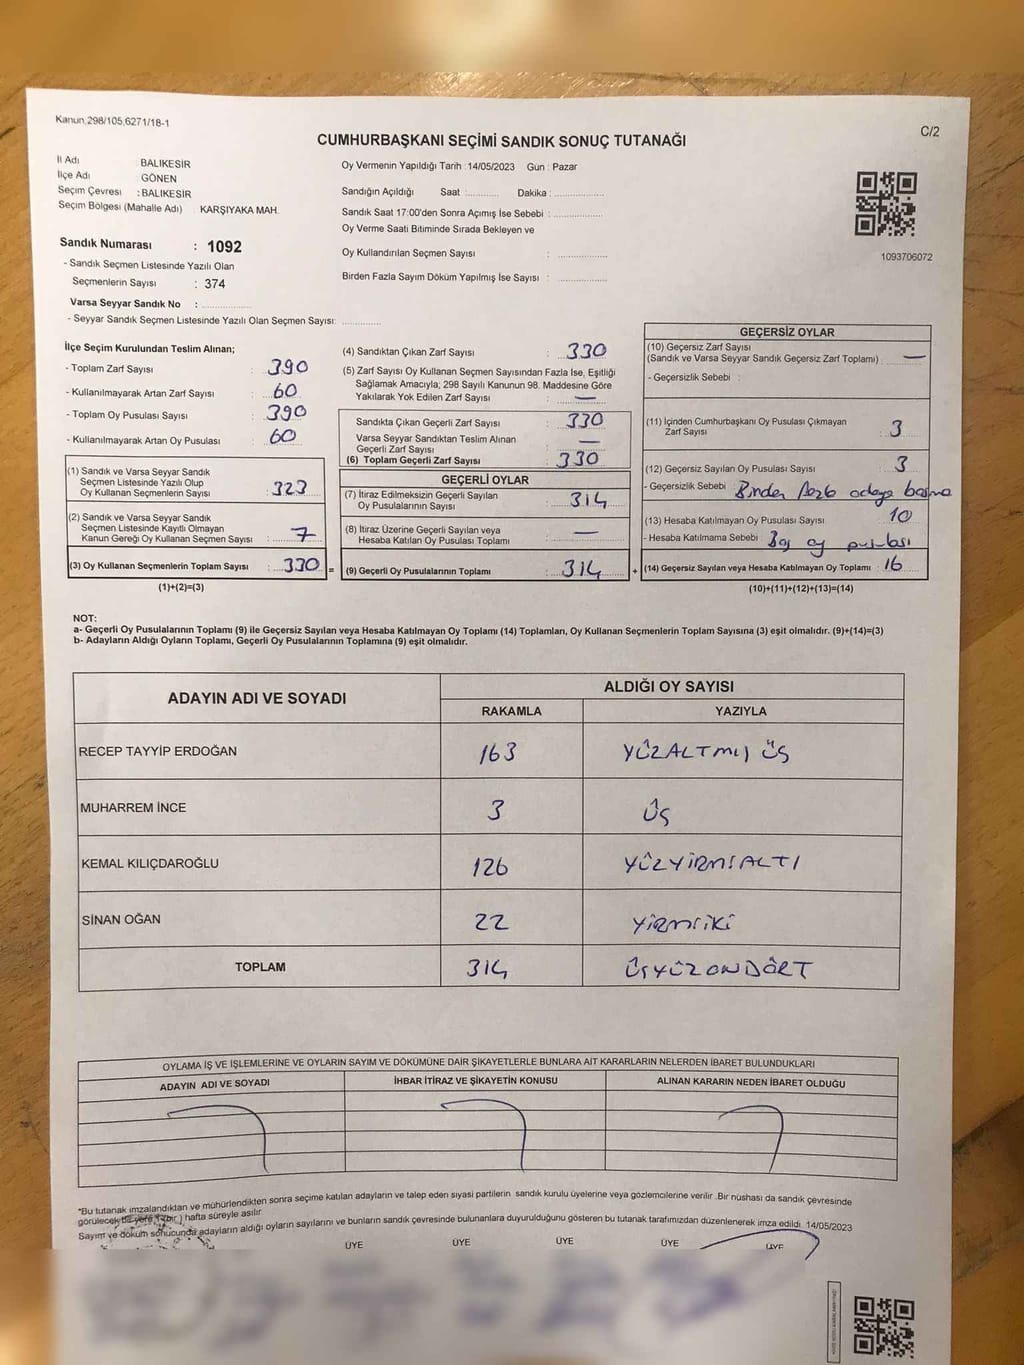 Kanun,298/105,6271/18-1
C/2
CUMHURBAŞKANI SEÇİMİ SANDIK SONUÇ TUTANAĞI
İl Adı BALIKESİR
İlçe Adı GÖNEN
Seçim Çevresi : BALIKESİR
Seçim Bölgesi (Mahalle Adı) KARŞIYAKA MAH.
Sandık Numarası : 1092
- Sandık Seçmen Listesinde Yazılı Olan
Seçmenlerin Sayısı : 374
Varsa Seyyar Sandık No :
- Seyyar Sandık Seçmen Listesinde Yazılı Olan Seçmen Sayısı:
Oy Vermenin Yapıldığı Tarih :14/05/2023 Gün : Pazar
Sandığın Açıldığı Saat : Dakika :
Sandık Saat 17:00'den Sonra Açımış İse Sebebi :
Oy Verme Saati Bitiminde Sırada Bekleyen ve
Oy Kullandırılan Seçmen Sayısı :
Birden Fazla Sayım Döküm Yapılmış İse Sayısı :
1093706072
İlçe Seçim Kurulundan Teslim Alınan;
- Toplam Zarf Sayısı : 390
- Kullanılmayarak Artan Zarf Sayısı : 60
- Toplam Oy Pusulası Sayısı : 390
- Kullanılmayarak Artan Oy Pusulası : 60
(1) Sandık ve Varsa Seyyar Sandık
Seçmen Listesinde Yazılı Olup
Oy Kullanan Seçmenlerin Sayısı : 323
(2) Sandık ve Varsa Seyyar Sandık
Seçmen Listesinde Kayıtlı Olmayan
Kanun Gereği Oy Kullanan Seçmen Sayısı : 7
(3) Oy Kullanan Seçmenlerin Toplam Sayısı : 330 =
(1)+(2)=(3)
(4) Sandıktan Çıkan Zarf Sayısı : 330
(5) Zarf Sayısı Oy Kullanan Seçmen Sayısından Fazla İse, Eşitliği
Sağlamak Amacıyla; 298 Sayılı Kanunun 98. Maddesine Göre
Yakılarak Yok Edilen Zarf Sayısı : —
Sandıkta Çıkan Geçerli Zarf Sayısı : 330
Varsa Seyyar Sandıktan Teslim Alınan
Geçerli Zarf Sayısı : —
(6) Toplam Geçerli Zarf Sayısı : 330
GEÇERLİ OYLAR
(7) İtiraz Edilmeksizin Geçerli Sayılan
Oy Pusulalarının Sayısı : 314
(8) İtiraz Üzerine Geçerli Sayılan veya
Hesaba Katılan Oy Pusulası Toplamı : —
(9) Geçerli Oy Pusulalarının Toplamı : 314 +
GEÇERSİZ OYLAR
(10) Geçersiz Zarf Sayısı
(Sandık ve Varsa Seyyar Sandık Geçersiz Zarf Toplamı) : —
- Geçersizlik Sebebi :
(11) İçinden Cumhurbaşkanı Oy Pusulası Çıkmayan
Zarf Sayısı : 3
(12) Geçersiz Sayılan Oy Pusulası Sayısı 3
- Geçersizlik Sebebi Birden Fazla adaya basma
(13) Hesaba Katılmayan Oy Pusulası Sayısı 10
- Hesaba Katılmama Sebebi Boş oy pusulası
(14) Geçersiz Sayılan veya Hesaba Katılmayan Oy Toplamı : 16
(10)+(11)+(12)+(13)=(14)
NOT:
a- Geçerli Oy Pusulalarının Toplamı (9) ile Geçersiz Sayılan veya Hesaba Katılmayan Oy Toplamı (14) Toplamları, Oy Kullanan Seçmenlerin Toplam Sayısına (3) eşit olmalıdır. (9)+(14)=(3)
b- Adayların Aldığı Oyların Toplamı, Geçerli Oy Pusulalarının Toplamına (9) eşit olmalıdır.
ADAYIN ADI VE SOYADI
ALDIĞI OY SAYISI
RAKAMLA YAZIYLA
RECEP TAYYİP ERDOĞAN 163 YÜZALTMIŞ ÜÇ
MUHARREM İNCE 3 ÜÇ
KEMAL KILIÇDAROĞLU 126 YÜZYİRMİALTI
SİNAN OĞAN 22 YİRMİİKİ
TOPLAM 314 ÜÇYÜZONDÖRT
OYLAMA İŞ VE İŞLEMLERİNE VE OYLARIN SAYIM VE DÖKÜMÜNE DAİR ŞİKAYETLERLE BUNLARA AİT KARARLARIN NELERDEN İBARET BULUNDUKLARI
ADAYIN ADI VE SOYADI İHBAR İTİRAZ VE ŞİKAYETİN KONUSU ALINAN KARARIN NEDEN İBARET OLDUĞU
*Bu tutanak imzalandıktan ve mühürlendikten sonra seçime katılan adayların ve talep eden siyasi partilerin sandık kurulu üyelerine veya gözlemcilerine verilir .Bir nüshası da sandık çevresinde
görülecek bir yere 1 (bir ) hafta süreyle asılır.
Sayım ve döküm sonucunda adayların aldığı oyların sayılarını ve bunların sandık çevresinde bulunanlara duyurulduğunu gösteren bu tutanak tarafımızdan düzenlenerek imza edildi. 14/05/2023
ÜYE ÜYE ÜYE ÜYE ÜYE